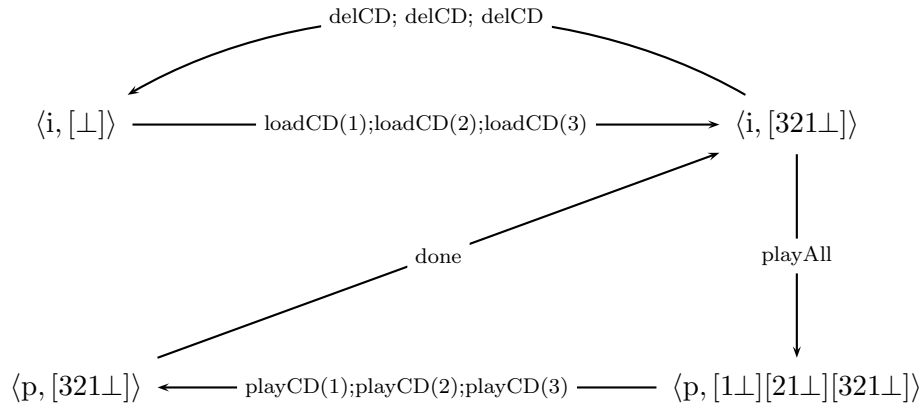 delCD; delCD; delCD
⟨i, [⊥]⟩ loadCD(1);loadCD(2);loadCD(3) ⟨i, [321⊥]⟩
done playAll
⟨p, [321⊥]⟩ playCD(1);playCD(2);playCD(3) ⟨p, [1⊥][21⊥][321⊥]⟩